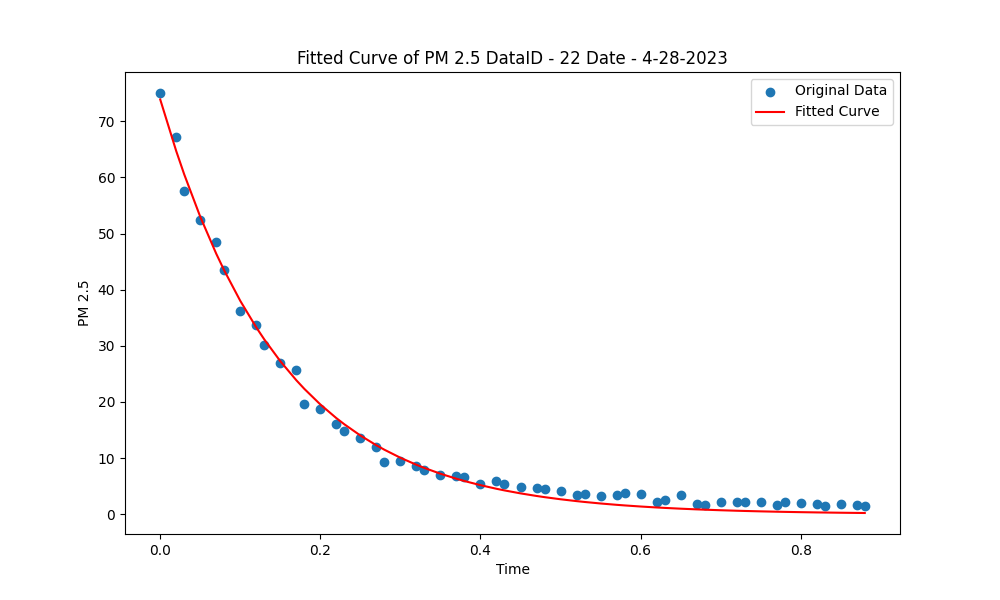 Fitted Curve of PM 2.5 DataID - 22 Date - 4-28-2023
Original Data
Fitted Curve
PM 2.5
70
60
50
40
30
20
10
0
0.0 0.2 0.4 0.6 0.8
Time